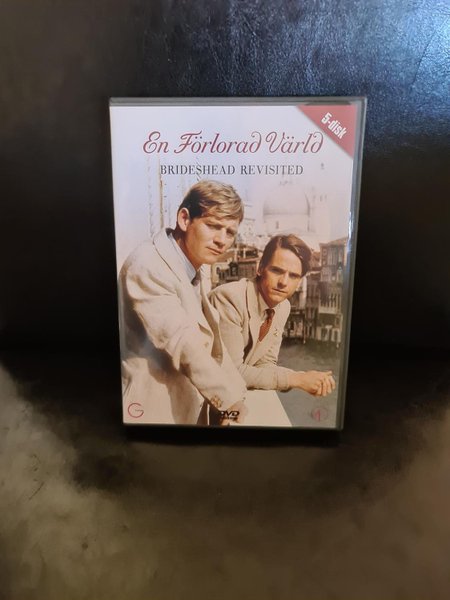 5-disk
En Förlorad Värld
BRIDESHEAD REVISITED
G
DVD